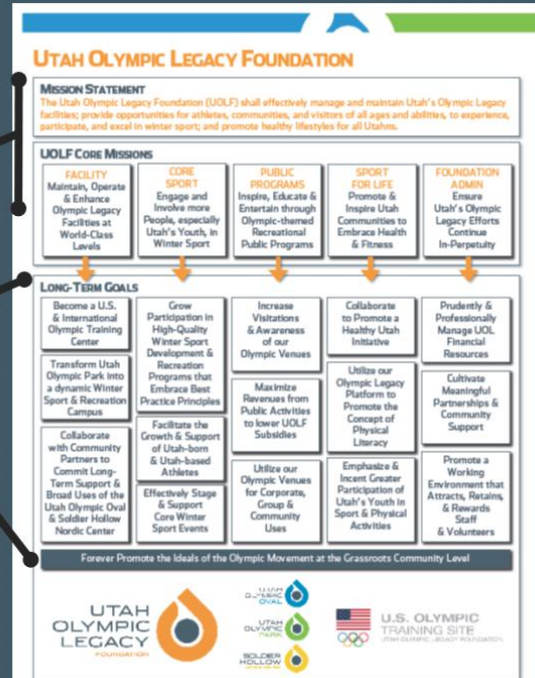 UTAH OLYMPIC LEGACY FOUNDATION
MISSION STATEMENT
The Utah Olympic Legacy Foundation (UOLF) shall effectively manage and maintain Utah's Olympic Legacy
facilities; provide opportunities for athletes, communities, and visitors of all ages and abilities, to experience,
participate, and excel in winter sport; and promote healthy lifestyles for all Utahns.
UOLF CORE MISSIONS
FACILITY
Maintain, Operate
& Enhance
Olympic Legacy
Facilities at
World-Class
Levels
CORE
SPORT
Engage and
Involve more
People, especially
Utah's Youth, in
Winter Sport
PUBLIC
PROGRAMS
Inspire, Educate &
Entertain through
Olympic-themed
Recreational
Public Programs
SPORT
FOR LIFE
Promote &
Inspire Utah
Communities to
Embrace Health
& Fitness
FOUNDATION
ADMIN
Ensure
Utah's Olympic
Legacy Efforts
Continue
In-Perpetuity
LONG-TERM GOALS
Become a U.S.
& International
Olympic Training
Center
Transform Utah
Olympic Park into
a dynamic Winter
Sport & Recreation
Campus
Collaborate
with Community
Partners to
Commit Long-
Term Support &
Broad Uses of the
Utah Olympic Oval
& Soldier Hollow
Nordic Center
Grow
Participation in
High-Quality
Winter Sport
Development &
Recreation
Programs that
Embrace Best
Practice Principles
Facilitate the
Growth & Support
of Utah-born
& Utah-based
Athletes
Effectively Stage
& Support
Core Winter
Sport Events
Increase
Visitations
& Awareness
of our
Olympic Venues
Maximize
Revenues from
Public Activities
to lower UOLF
Subsidies
Utilize our
Olympic Venues
for Corporate,
Group &
Community
Uses
Collaborate
to Promote a
Healthy Utah
Initiative
Utilize our
Olympic Legacy
Platform to
Promote the
Concept of
Physical
Literacy
Emphasize &
Incent Greater
Participation of
Utah's Youth in
Sport & Physical
Activities
Prudently &
Professionally
Manage UOL
Financial
Resources
Cultivate
Meaningful
Partnerships &
Community
Support
Promote a
Working
Environment that
Attracts, Retains,
& Rewards
Staff
& Volunteers
Forever Promote the Ideals of the Olympic Movement at the Grassroots Community Level
UTAH
OLYMPIC
LEGACY
FOUNDATION
UTAH
OLYMPIC
OVAL
UTAH
OLYMPIC
PARK
SOLDIER
HOLLOW
U.S. OLYMPIC
TRAINING SITE
UTAH OLYMPIC LEGACY FOUNDATION